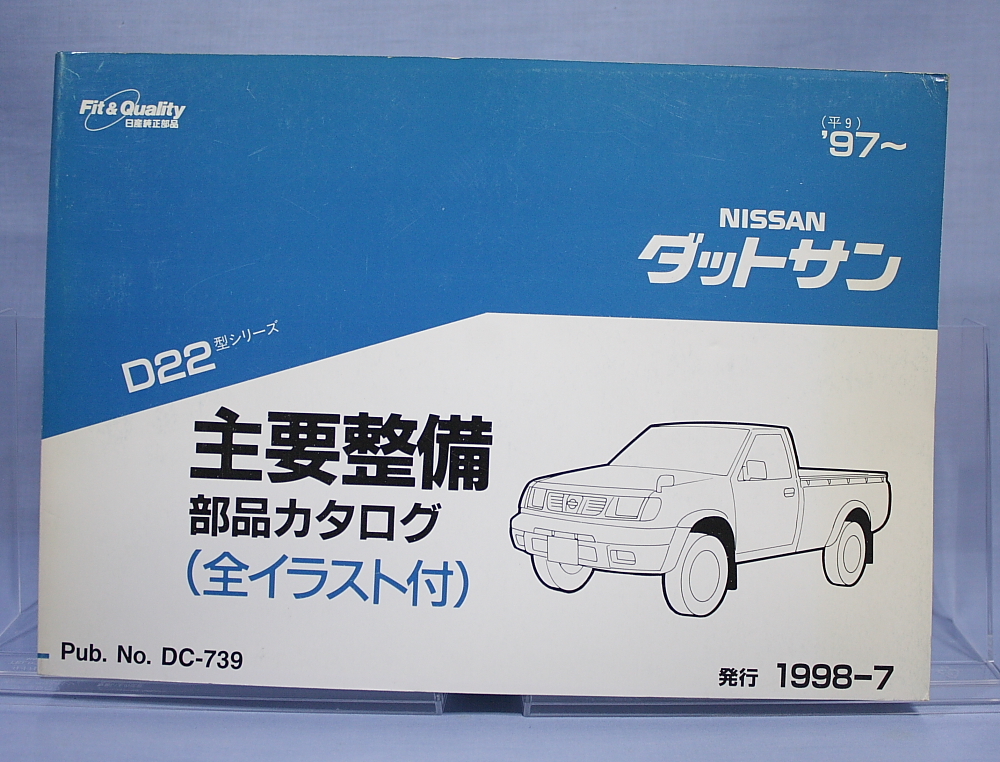 Fit & Quality
日産純正部品
（平9）
'97～
NISSAN
ダットサン
D22型シリーズ
主要整備
部品カタログ
（全イラスト付）
Pub. No. DC-739
発行 1998-7